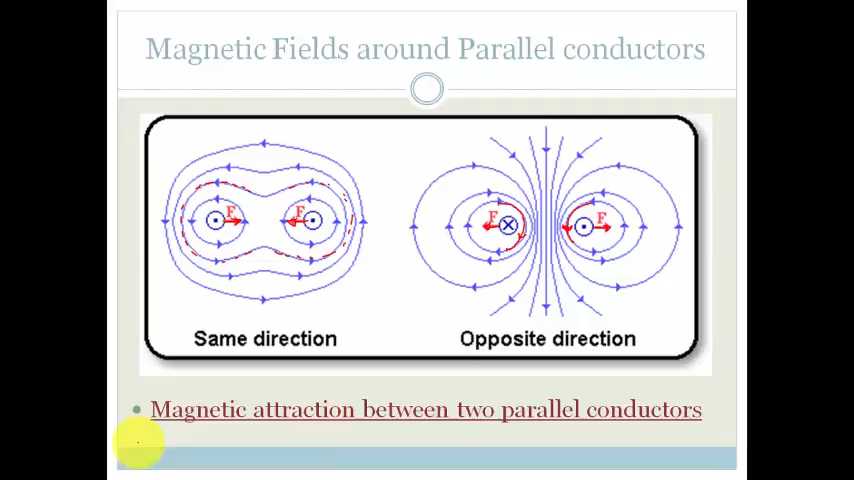 Magnetic Fields around Parallel conductors
F F
F F
Same direction
Opposite direction
Magnetic attraction between two parallel conductors